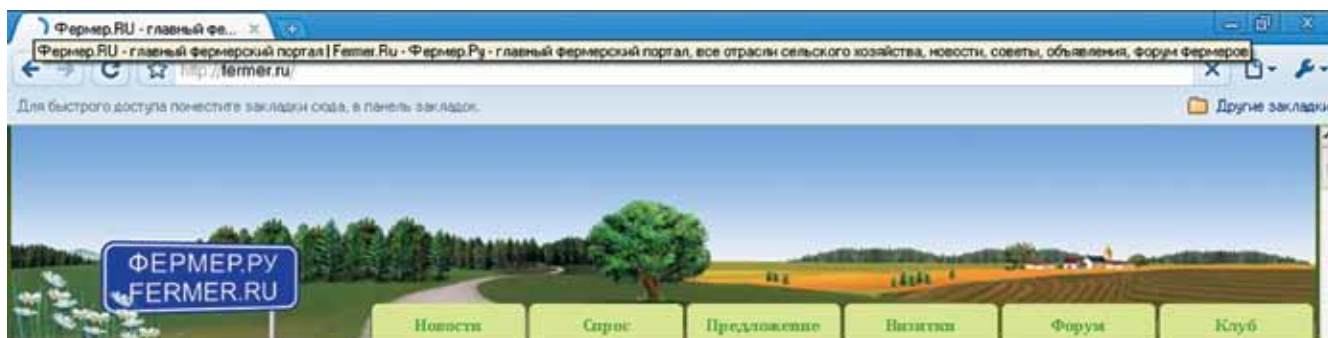 Фермер.RU - главный фе...
Фермер.RU - главный фермерский портал | Fermer.Ru - Фермер.Ру - главный фермерский портал, все отрасли сельского хозяйства, новости, советы, объявления, форум фермеров
http://fermer.ru/
Для быстрого доступа поместите закладки сюда, в панель закладок.
Другие закладки
ФЕРМЕР.РУ
FERMER.RU
Новости Спрос Предложение Визитки Форум Клуб